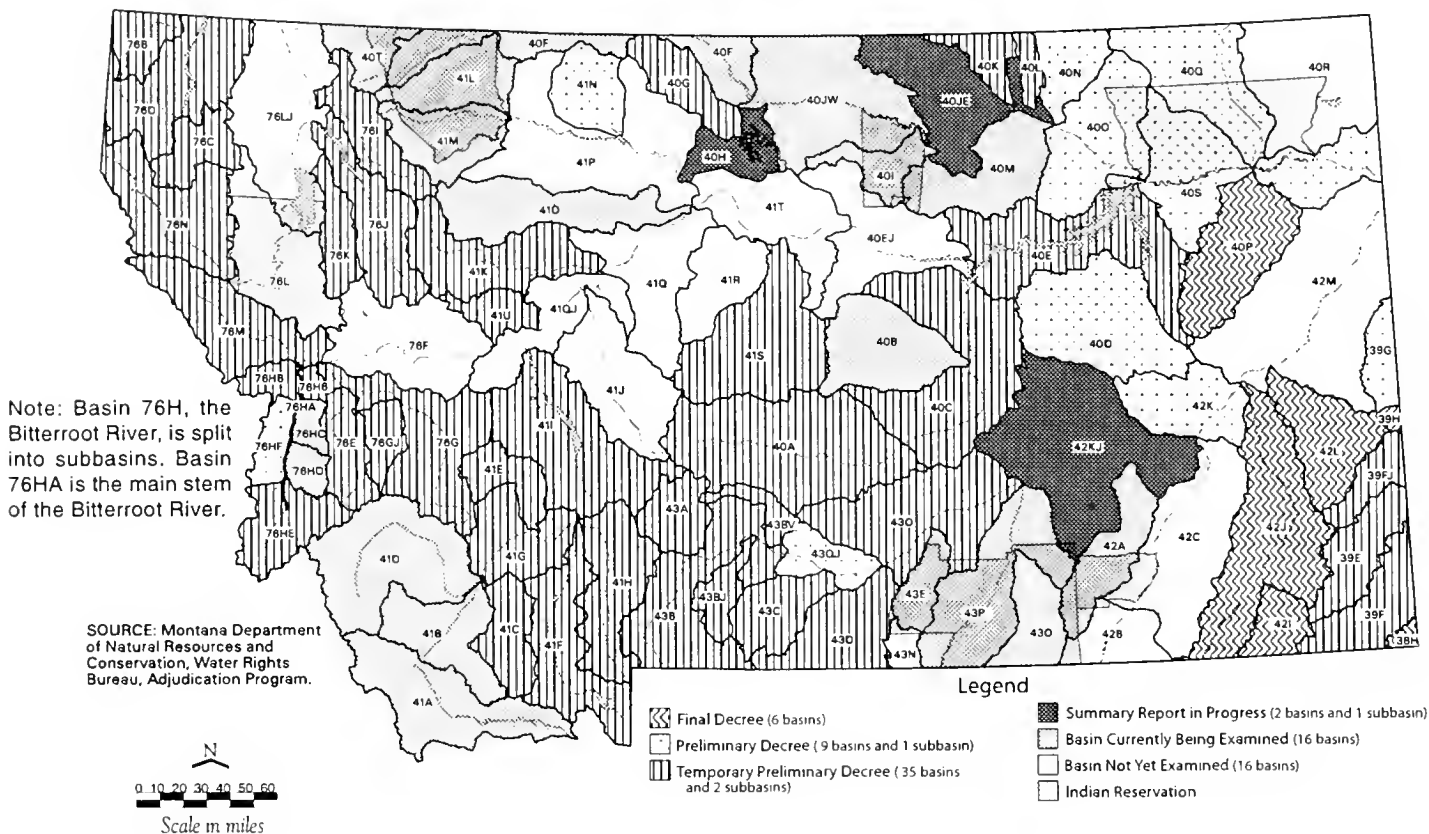 76B
40T
41L
40F
41N
40G
40F
40K
40L
40N
40Q
40R
76D
76LJ
40JW
40JE
76C
76I
41M
40O
41P
40H
40I
40M
76N
76J
41O
41T
40S
40EJ
40P
76K
41K
40E
76L
41Q
41R
42M
76M
41U
41QJ
76F
41S
40B
40D
39G
76HB
76HB
41J
42K
39H
76HA
40C
76HF
76HC
76E
76GJ
76G
41I
41E
40A
42KJ
42L
39FJ
76HD
43A
76HE
41D
41G
43BV
43Q
42J
43QJ
42A
42C
39E
41H
43B
43BJ
43C
43E
43P
41B
41C
41F
43D
43O
42B
42I
39F
43N
38H
41A
Note: Basin 76H, the
Bitterroot River, is split
into subbasins. Basin
76HA is the main stem
of the Bitterroot River.
SOURCE: Montana Department
of Natural Resources and
Conservation, Water Rights
Bureau, Adjudication Program.
N
0 10 20 30 40 50 60
Scale in miles
Legend
Final Decree (6 basins)
Preliminary Decree (9 basins and 1 subbasin)
Temporary Preliminary Decree (35 basins
and 2 subbasins)
Summary Report in Progress (2 basins and 1 subbasin)
Basin Currently Being Examined (16 basins)
Basin Not Yet Examined (16 basins)
Indian Reservation